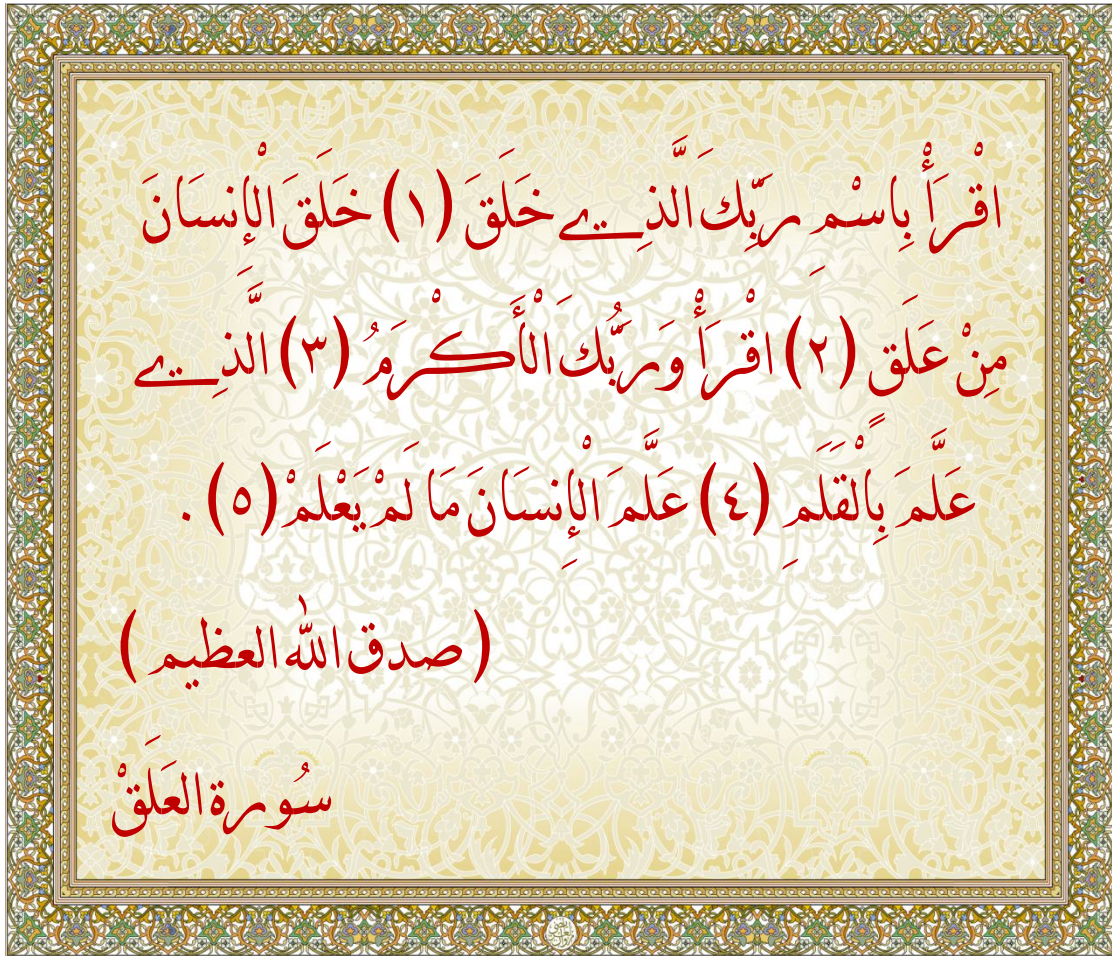 اقْرَأْ بِاسْمِ رَبِّكَ الَّذِي خَلَقَ (١) خَلَقَ الْإِنسَانَ
مِنْ عَلَقٍ (٢) اقْرَأْ وَرَبُّكَ الْأَكْرَمُ (٣) الَّذِي
عَلَّمَ بِالْقَلَمِ (٤) عَلَّمَ الْإِنسَانَ مَا لَمْ يَعْلَمْ (٥) .
( صدق الله العظيم )
سُورة العَلَقْ